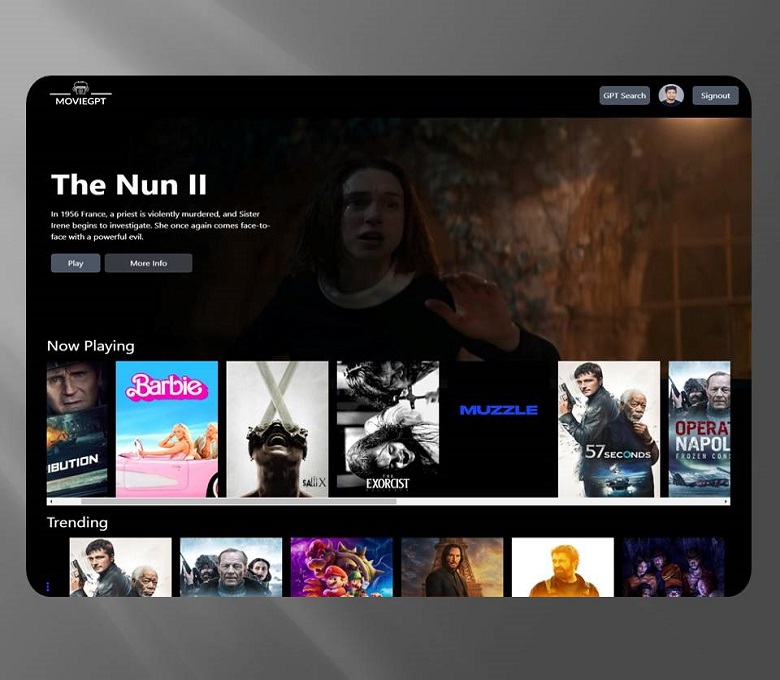 MOVIEGPT
GPT Search
Signout
The Nun II
In 1956 France, a priest is violently murdered, and Sister
Irene begins to investigate. She once again comes face-to-
face with a powerful evil.
Play
More Info
Now Playing
IBUTION
Barbie
SAW X
THE
EXORCIST
MUZZLE
57 SECONDS
OPERA
NAPOL
FROZEN CON
Trending